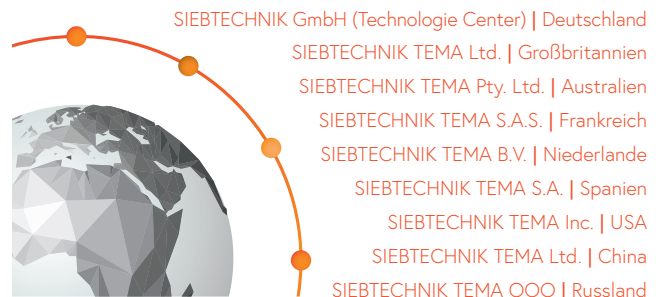 SIEBTECHNIK GmbH (Technologie Center) | Deutschland
SIEBTECHNIK TEMA Ltd. | Großbritannien
SIEBTECHNIK TEMA Pty. Ltd. | Australien
SIEBTECHNIK TEMA S.A.S. | Frankreich
SIEBTECHNIK TEMA B.V. | Niederlande
SIEBTECHNIK TEMA S.A. | Spanien
SIEBTECHNIK TEMA Inc. | USA
SIEBTECHNIK TEMA Ltd. | China
SIEBTECHNIK TEMA OOO | Russland